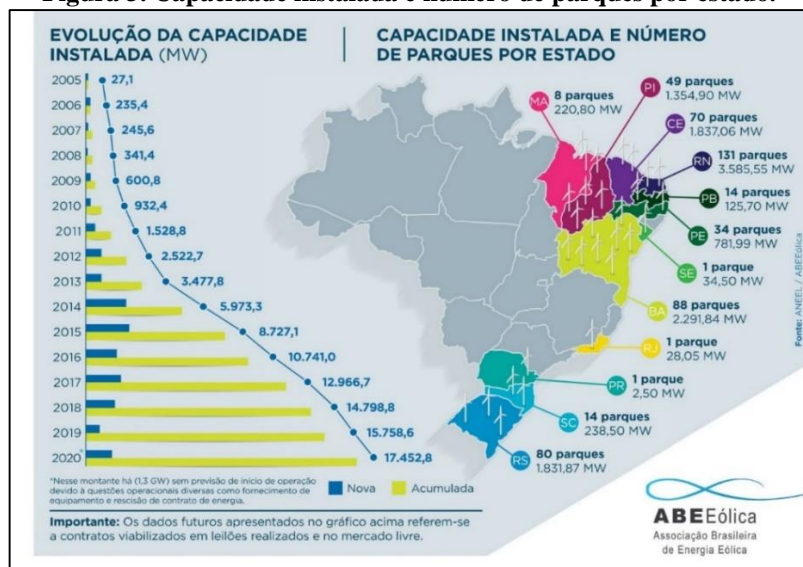 Figura 3: Capacidade instalada e número de parques por estado.
EVOLUÇÃO DA CAPACIDADE
INSTALADA (MW)
2005 27,1
2006 235,4
2007 245,6
2008 341,4
2009 600,8
2010 932,4
2011 1.528,8
2012 2.522,7
2013 3.477,8
2014 5.973,3
2015 8.727,1
2016 10.741,0
2017 12.966,7
2018 14.798,8
2019 15.758,6
2020* 17.452,8
*Nesse montante há (1,3 GW) sem previsão de início de operação
devido à questões operacionais diversas como fornecimento de
equipamento e rescisão de contrato de energia.
Nova Acumulada
Importante: Os dados futuros apresentados no gráfico acima referem-se
a contratos viabilizados em leilões realizados e no mercado livre.
CAPACIDADE INSTALADA E NÚMERO
DE PARQUES POR ESTADO
MA
8 parques
220,80 MW
PI
49 parques
1.354,90 MW
CE
70 parques
1.837,06 MW
RN
131 parques
3.585,55 MW
PB
14 parques
125,70 MW
PE
34 parques
781,99 MW
SE
1 parque
34,50 MW
BA
88 parques
2.291,84 MW
RJ
1 parque
28,05 MW
PR
1 parque
2,50 MW
SC
14 parques
238,50 MW
RS
80 parques
1.831,87 MW
Fonte: ANEEL / ABEEólica
ABEEólica
Associação Brasileira
de Energia Eólica